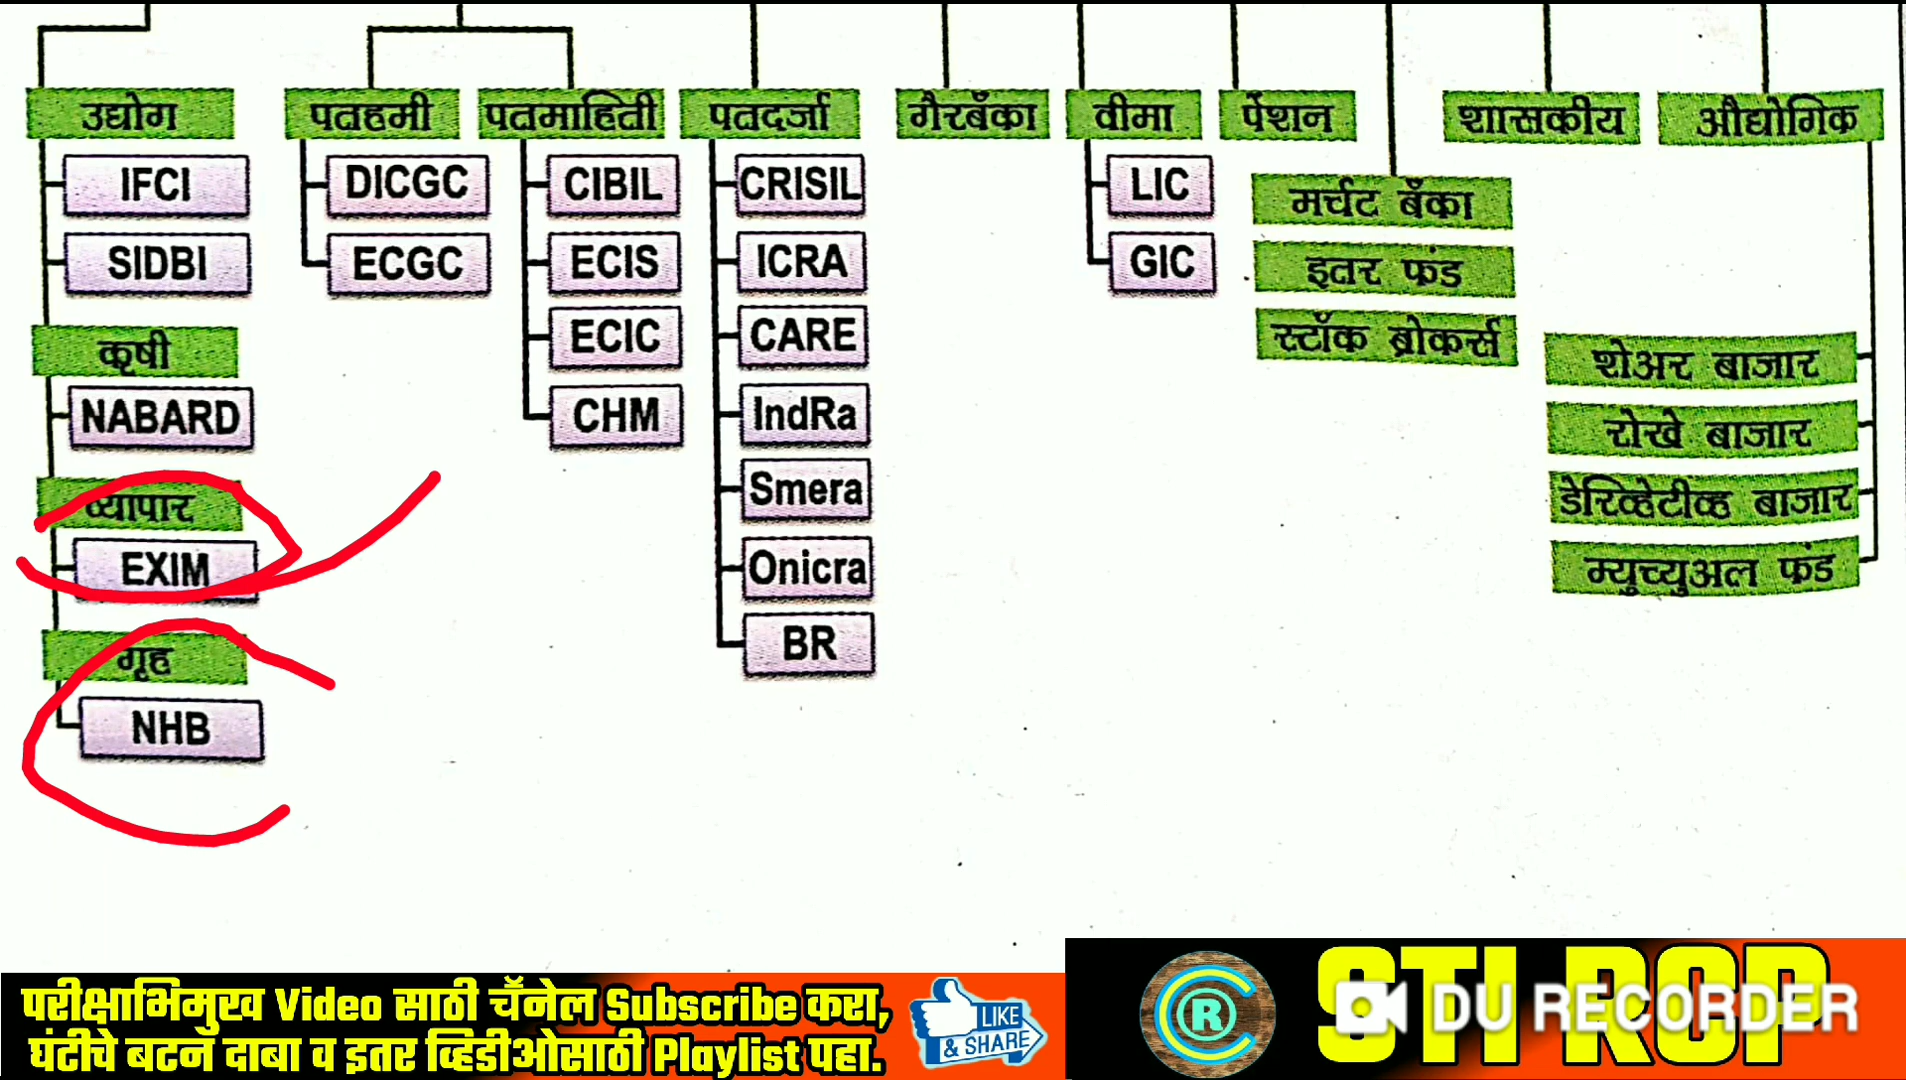 उद्योग
पतहमी
पतमाहिती
पतदर्जा
गैरबँका
वीमा
पेंशन
शासकीय
औद्योगिक
IFCI
SIDBI
कृषी
NABARD
व्यापार
EXIM
गृह
NHB
DICGC
ECGC
CIBIL
ECIS
ECIC
CHM
CRISIL
ICRA
CARE
IndRa
Smera
Onicra
BR
LIC
GIC
मर्चंट बँका
इतर फंड
स्टॉक ब्रोकर्स
शेअर बाजार
रोखे बाजार
डेरिव्हेटीव्ह बाजार
म्युच्युअल फंड
परीक्षाभिमुख Video साठी चॅनेल Subscribe करा,
घंटीचे बटन दाबा व इतर व्हिडीओसाठी Playlist पहा.
LIKE
& SHARE
®
STI
DU RECORDER